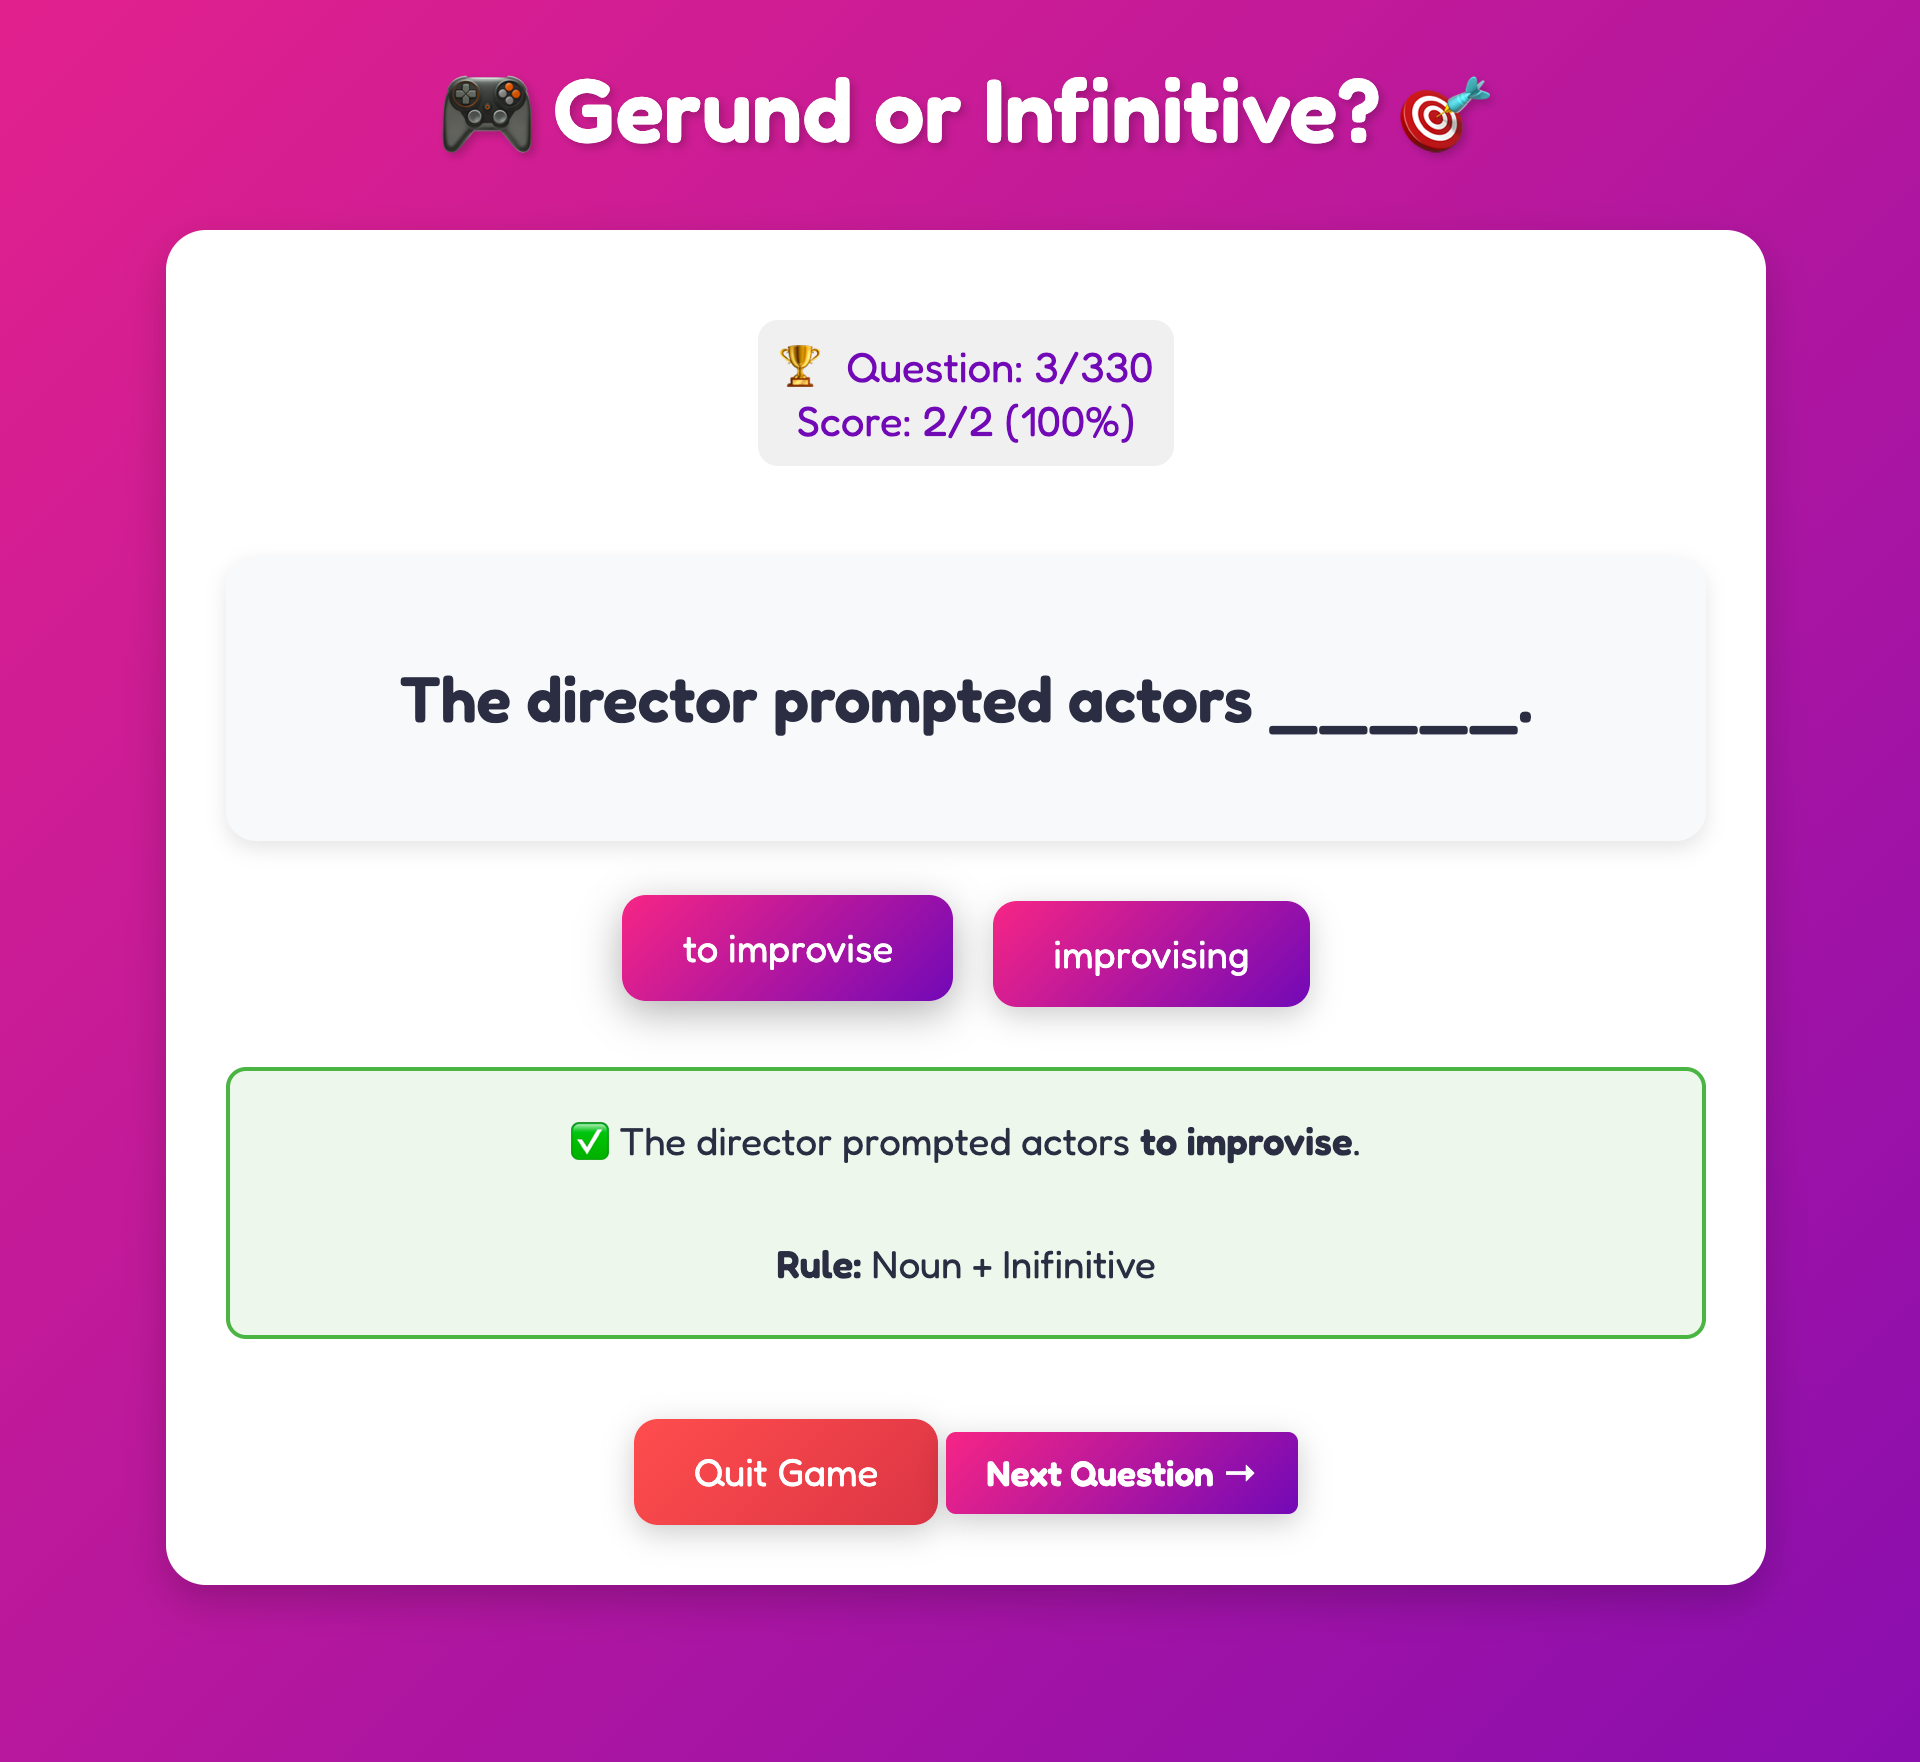 🎮 Gerund or Infinitive? 🎯
🏆 Question: 3/330
Score: 2/2 (100%)
The director prompted actors _____.
to improvise
improvising
✅ The director prompted actors to improvise.
Rule: Noun + Inifinitive
Quit Game
Next Question →